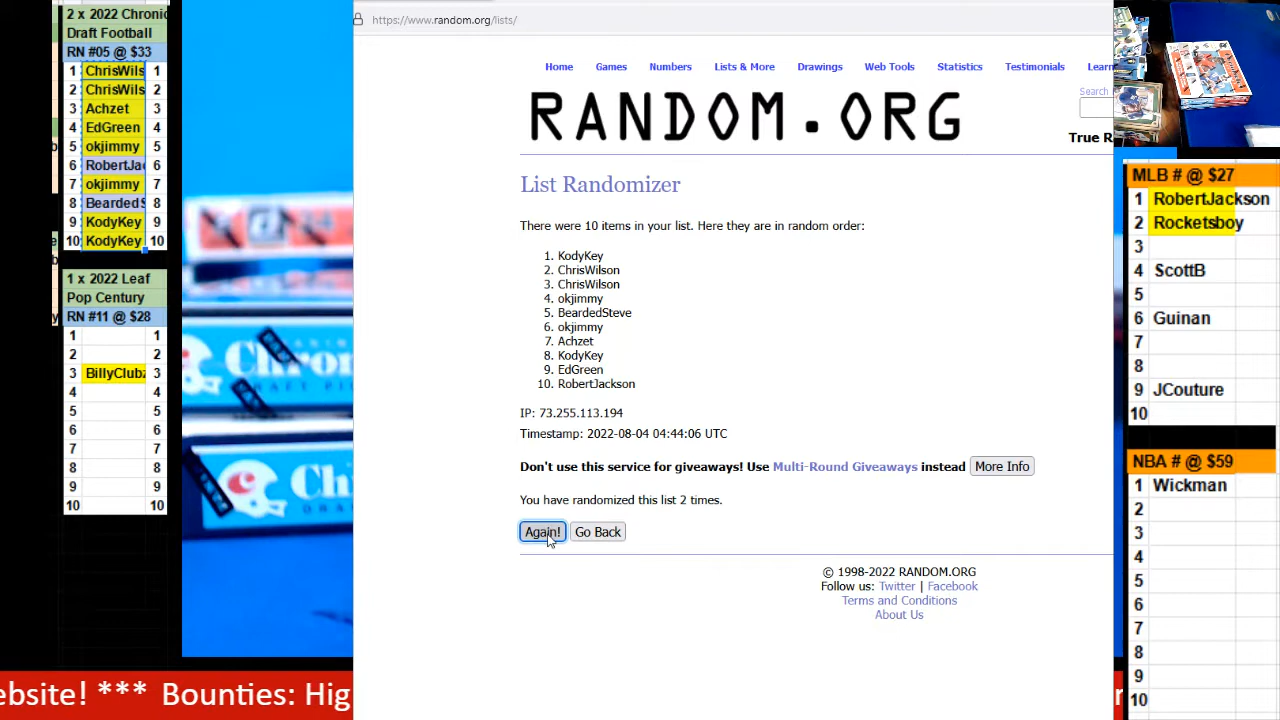 2 x 2022 Chronic
Draft Football
RN #05 @ $33
1 ChrisWils 1
2 ChrisWils 2
3 Achzet 3
4 EdGreen 4
5 okjimmy 5
6 RobertJac 6
7 okjimmy 7
8 BeardedS 8
9 KodyKey 9
10 KodyKey 10
1 x 2022 Leaf
Pop Century
RN #11 @ $28
1 1
2 2
3 BillyClubz 3
4 4
5 5
6 6
7 7
8 8
9 9
10 10
https://www.random.org/lists/
Home Games Numbers Lists & More Drawings Web Tools Statistics Testimonials Learn
Search
RANDOM.ORG
True R
List Randomizer
There were 10 items in your list. Here they are in random order:
1. KodyKey
2. ChrisWilson
3. ChrisWilson
4. okjimmy
5. BeardedSteve
6. okjimmy
7. Achzet
8. KodyKey
9. EdGreen
10. RobertJackson
IP: 73.255.113.194
Timestamp: 2022-08-04 04:44:06 UTC
Don't use this service for giveaways! Use Multi-Round Giveaways instead More Info
You have randomized this list 2 times.
Again! Go Back
© 1998-2022 RANDOM.ORG
Follow us: Twitter | Facebook
Terms and Conditions
About Us
MLB # @ $27
1 RobertJackson
2 Rocketsboy
3
4 ScottB
5
6 Guinan
7
8
9 JCouture
10
NBA # @ $59
1 Wickman
2
3
4
5
6
7
8
9
10
Chro
Chr
Ch
ebsite! *** Bounties: Hig